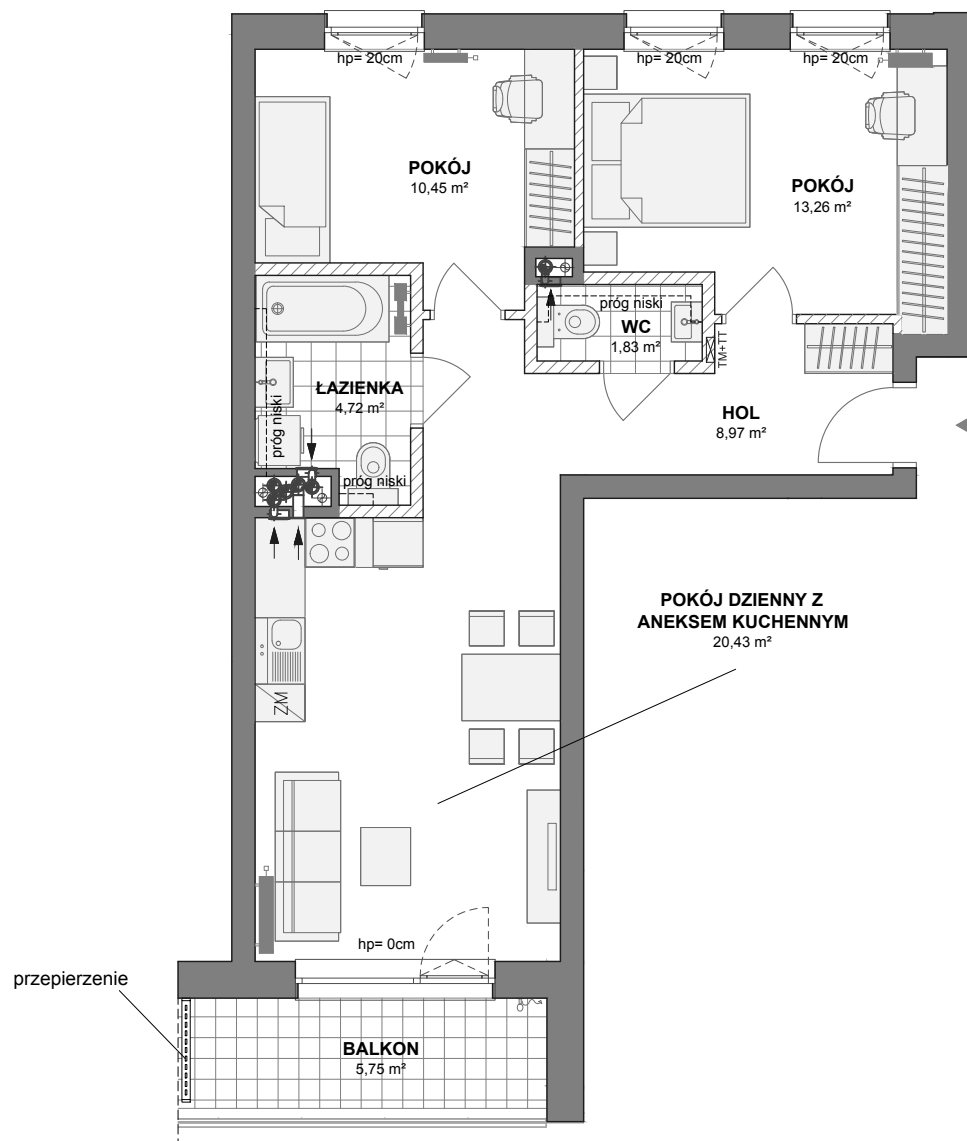 hp= 20cm
hp= 20cm
hp= 20cm
POKÓJ
10,45 m²
POKÓJ
13,26 m²
próg niski
WC
1,83 m²
TM+TT
ŁAZIENKA
4,72 m²
próg niski
próg niski
HOL
8,97 m²
POKÓJ DZIENNY Z
ANEKSEM KUCHENNYM
20,43 m²
ZM
hp= 0cm
przepierzenie
BALKON
5,75 m²